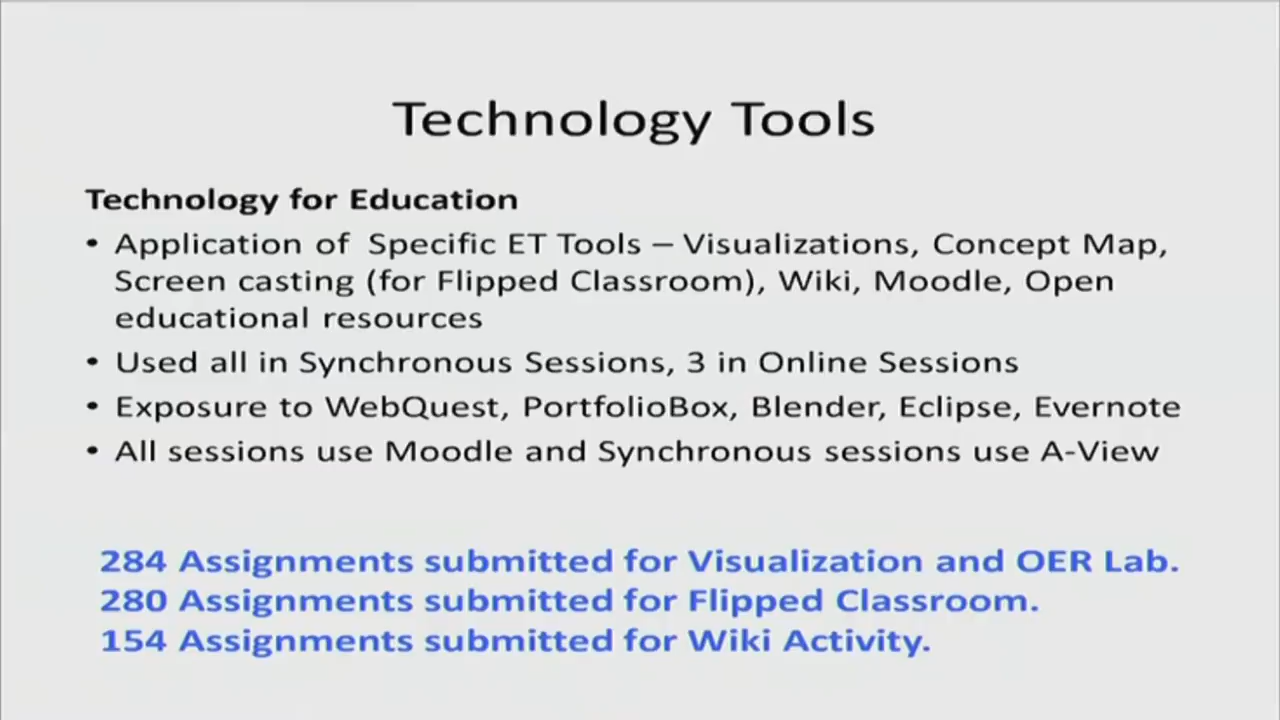 Technology Tools
Technology for Education
• Application of Specific ET Tools – Visualizations, Concept Map,
Screen casting (for Flipped Classroom), Wiki, Moodle, Open
educational resources
• Used all in Synchronous Sessions, 3 in Online Sessions
• Exposure to WebQuest, PortfolioBox, Blender, Eclipse, Evernote
• All sessions use Moodle and Synchronous sessions use A-View
284 Assignments submitted for Visualization and OER Lab.
280 Assignments submitted for Flipped Classroom.
154 Assignments submitted for Wiki Activity.